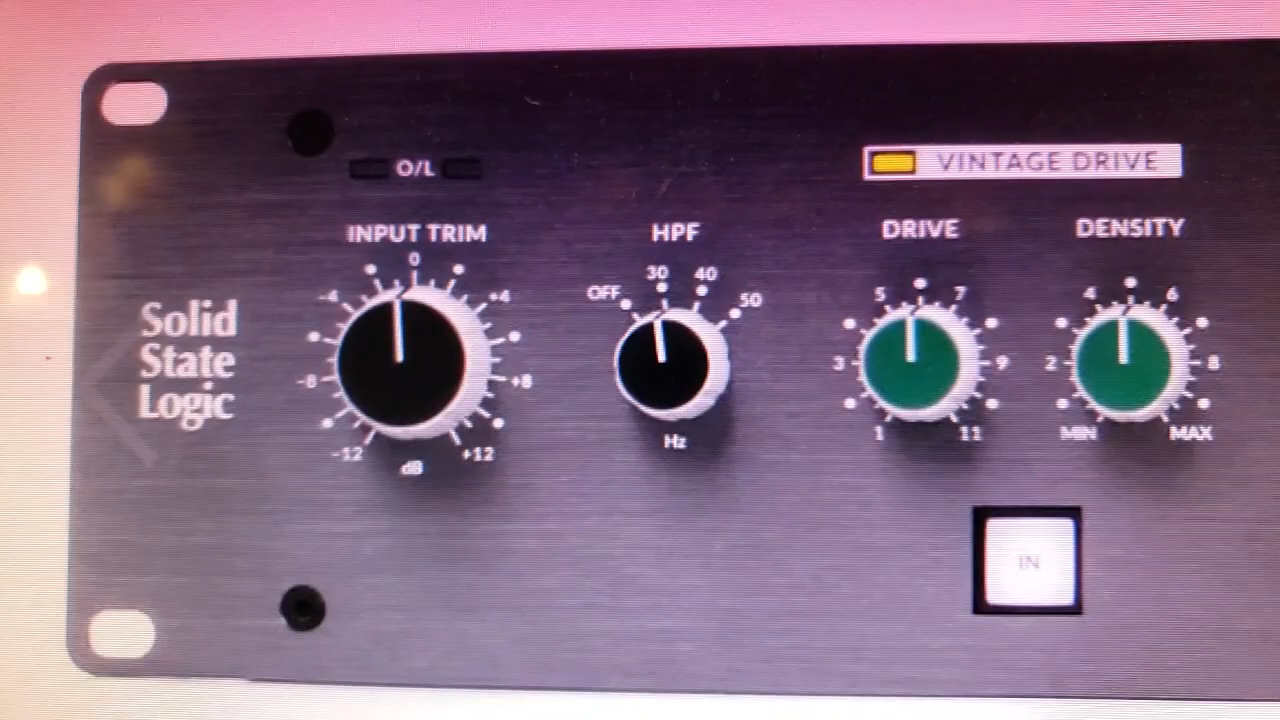 O/L
VINTAGE DRIVE
INPUT TRIM
HPF
DRIVE
DENSITY
0
-4 +4
-8 +8
-12 +12
dB
OFF 30 40 50
Hz
5 7
3 9
1 11
4 6
2 8
MIN MAX
Solid
State
Logic
IN